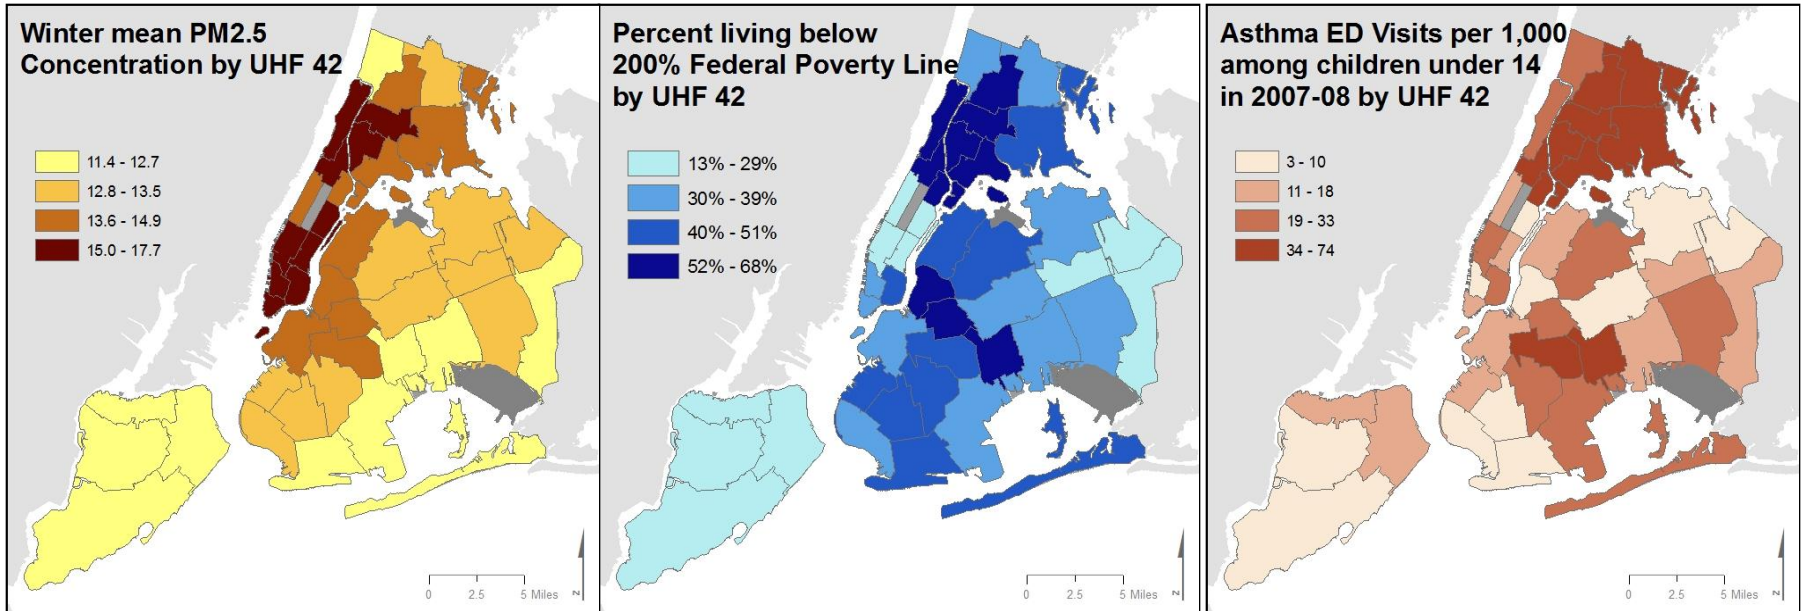 Winter mean PM2.5
Concentration by UHF 42
11.4 - 12.7
12.8 - 13.5
13.6 - 14.9
15.0 - 17.7
0 2.5 5 Miles
N
Percent living below
200% Federal Poverty Line
by UHF 42
13% - 29%
30% - 39%
40% - 51%
52% - 68%
0 2.5 5 Miles
N
Asthma ED Visits per 1,000
among children under 14
in 2007-08 by UHF 42
3 - 10
11 - 18
19 - 33
34 - 74
0 2.5 5 Miles
N